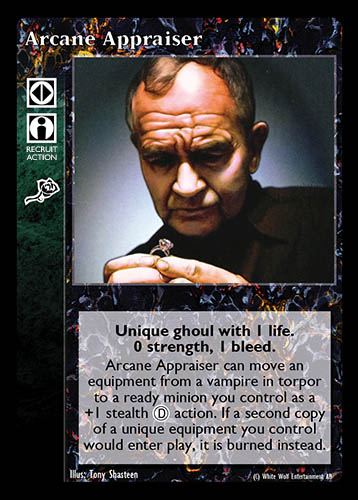 Arcane Appraiser
RECRUIT
ACTION
Unique ghoul with 1 life.
0 strength, 1 bleed.
Arcane Appraiser can move an
equipment from a vampire in torpor
to a ready minion you control as a
+1 stealth Ⓓ action. If a second copy
of a unique equipment you control
would enter play, it is burned instead.
Illus: Tony Shasteen
(C) White Wolf Entertainment AB